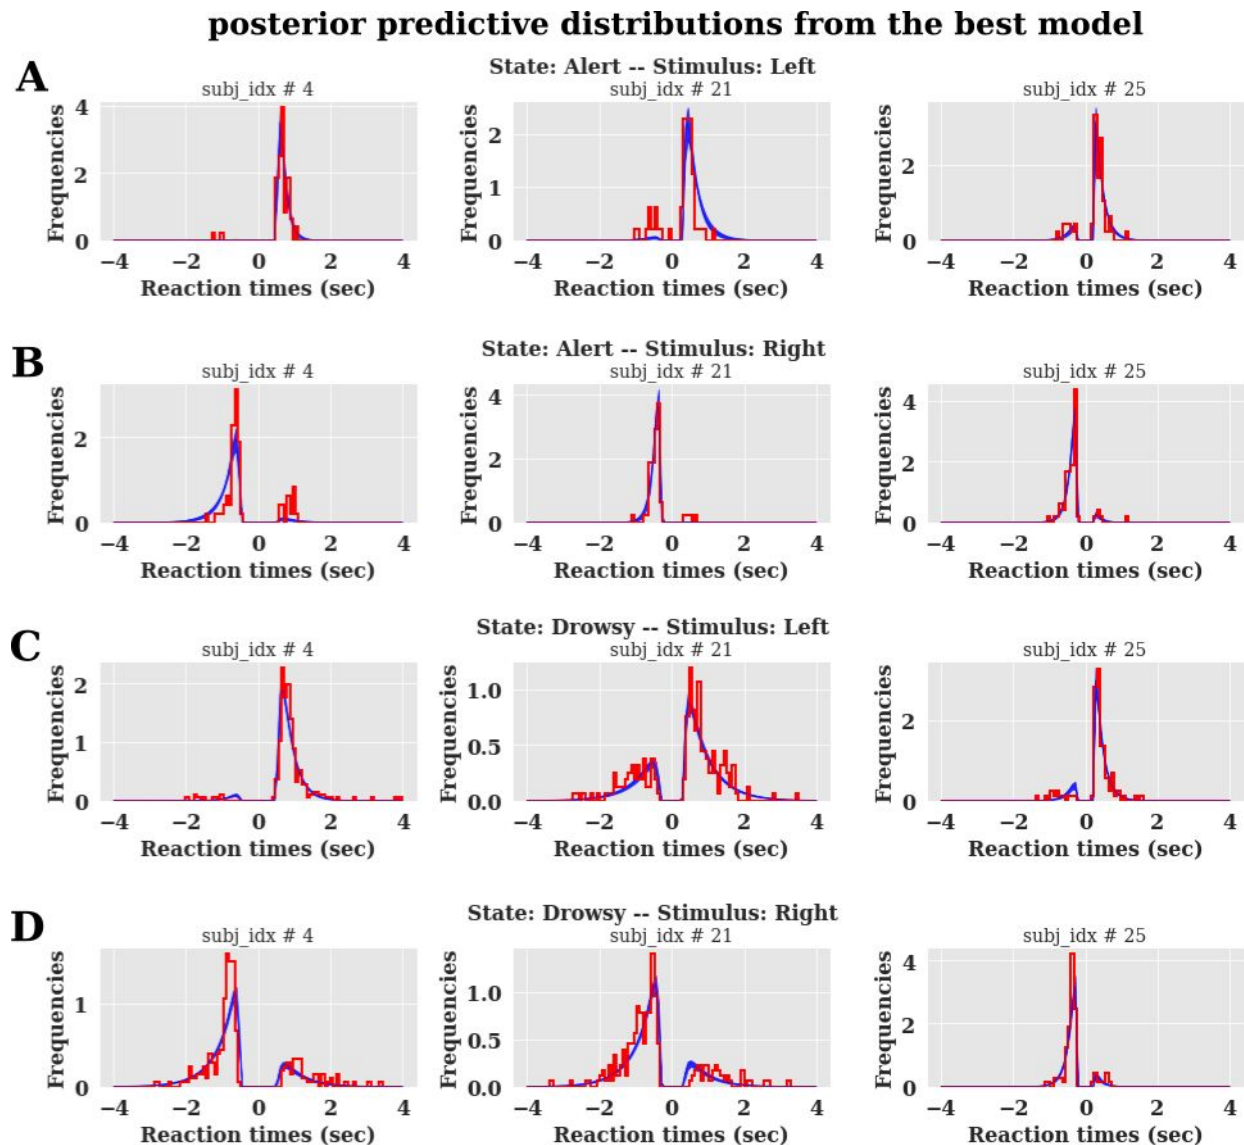 posterior predictive distributions from the best model
A
State: Alert -- Stimulus: Left
subj_idx # 4
subj_idx # 21
subj_idx # 25
Frequencies
4
2
0
Frequencies
2
1
0
Frequencies
2
0
−4 −2 0 2 4
−4 −2 0 2 4
−4 −2 0 2 4
Reaction times (sec)
Reaction times (sec)
Reaction times (sec)
B
State: Alert -- Stimulus: Right
subj_idx # 4
subj_idx # 21
subj_idx # 25
Frequencies
2
0
Frequencies
4
2
0
Frequencies
4
2
0
−4 −2 0 2 4
−4 −2 0 2 4
−4 −2 0 2 4
Reaction times (sec)
Reaction times (sec)
Reaction times (sec)
C
State: Drowsy -- Stimulus: Left
subj_idx # 4
subj_idx # 21
subj_idx # 25
Frequencies
2
1
0
Frequencies
1.0
0.5
0.0
Frequencies
2
0
−4 −2 0 2 4
−4 −2 0 2 4
−4 −2 0 2 4
Reaction times (sec)
Reaction times (sec)
Reaction times (sec)
D
State: Drowsy -- Stimulus: Right
subj_idx # 4
subj_idx # 21
subj_idx # 25
Frequencies
1
0
Frequencies
1.0
0.5
0.0
Frequencies
4
2
0
−4 −2 0 2 4
−4 −2 0 2 4
−4 −2 0 2 4
Reaction times (sec)
Reaction times (sec)
Reaction times (sec)